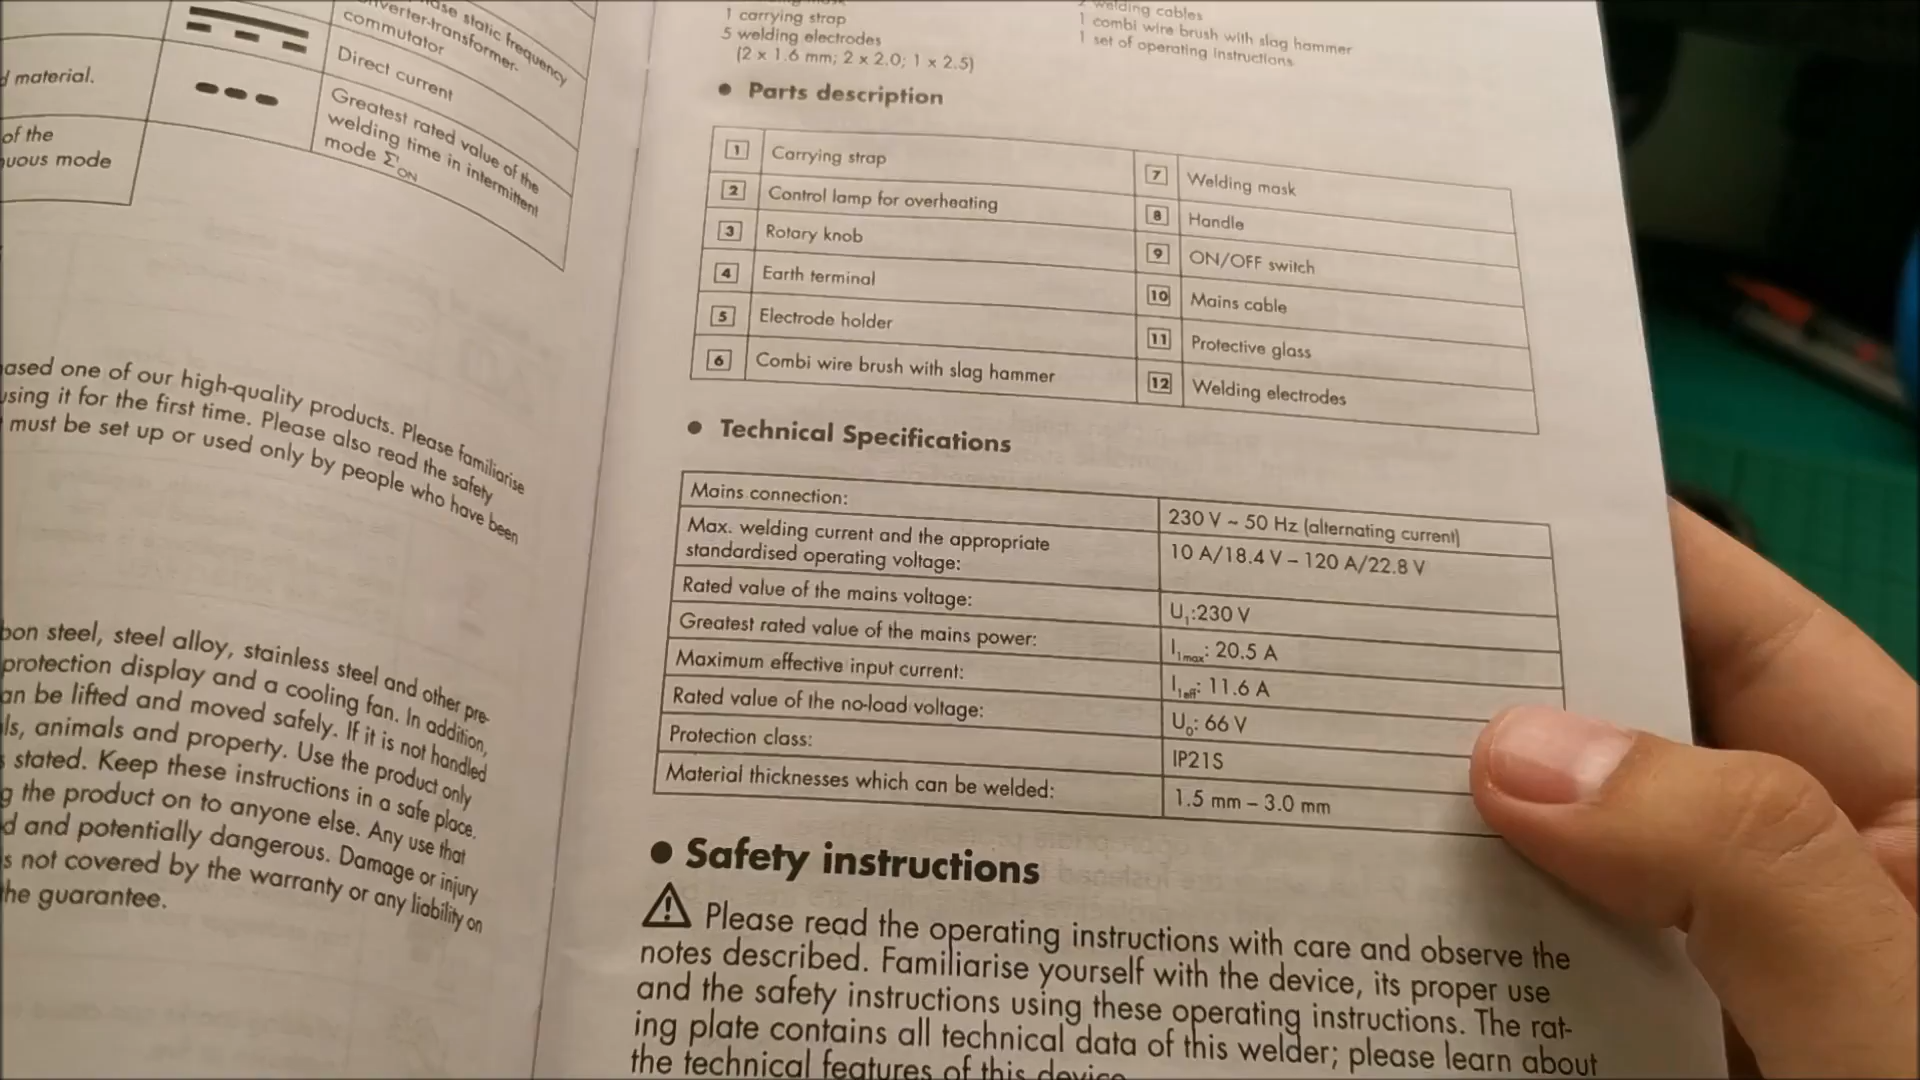 static frequency
verter-transformer-
commutator
Direct current
d material.
Greatest rated value of the
welding time in intermittent
mode Σ ON
of the
uous mode
ased one of our high-quality products. Please familiarise
using it for the first time. Please also read the safety
must be set up or used only by people who have been
bon steel, steel alloy, stainless steel and other pre-
protection display and a cooling fan. In addition,
an be lifted and moved safely. If it is not handled
ls, animals and property. Use the product only
s stated. Keep these instructions in a safe place.
g the product on to anyone else. Any use that
d and potentially dangerous. Damage or injury
s not covered by the warranty or any liability on
he guarantee.
1 carrying strap
5 welding electrodes
(2 x 1.6 mm; 2 x 2.0; 1 x 2.5)
welding cables
1 combi wire brush with slag hammer
1 set of operating instructions
• Parts description
1 Carrying strap
2 Control lamp for overheating
3 Rotary knob
4 Earth terminal
5 Electrode holder
6 Combi wire brush with slag hammer
7 Welding mask
8 Handle
9 ON/OFF switch
10 Mains cable
11 Protective glass
12 Welding electrodes
• Technical Specifications
Mains connection: 230 V ~ 50 Hz (alternating current)
Max. welding current and the appropriate
standardised operating voltage: 10 A/18.4 V – 120 A/22.8 V
Rated value of the mains voltage: U1:230 V
Greatest rated value of the mains power: I1max: 20.5 A
Maximum effective input current: I1eff: 11.6 A
Rated value of the no-load voltage: U0: 66 V
Protection class: IP21S
Material thicknesses which can be welded: 1.5 mm – 3.0 mm
• Safety instructions
Please read the operating instructions with care and observe the
notes described. Familiarise yourself with the device, its proper use
and the safety instructions using these operating instructions. The rat-
ing plate contains all technical data of this welder; please learn about
the technical features of this device